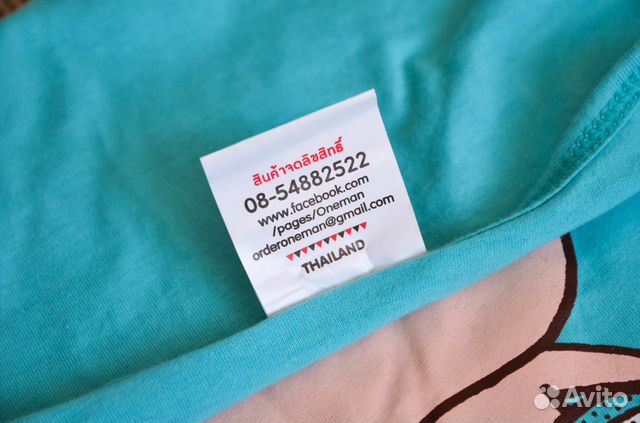 สินค้าจดลิขสิทธิ์
08-54882522
www.facebook.com
/pages/Oneman
orderoneman@gmail.com
THAILAND
Avito